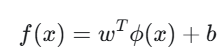 f(x) = w^T ϕ(x) + b